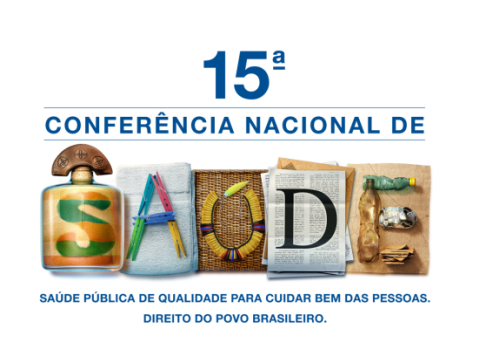 15ª
CONFERÊNCIA NACIONAL DE
SAÚDE
SAÚDE PÚBLICA DE QUALIDADE PARA CUIDAR BEM DAS PESSOAS.
DIREITO DO POVO BRASILEIRO.